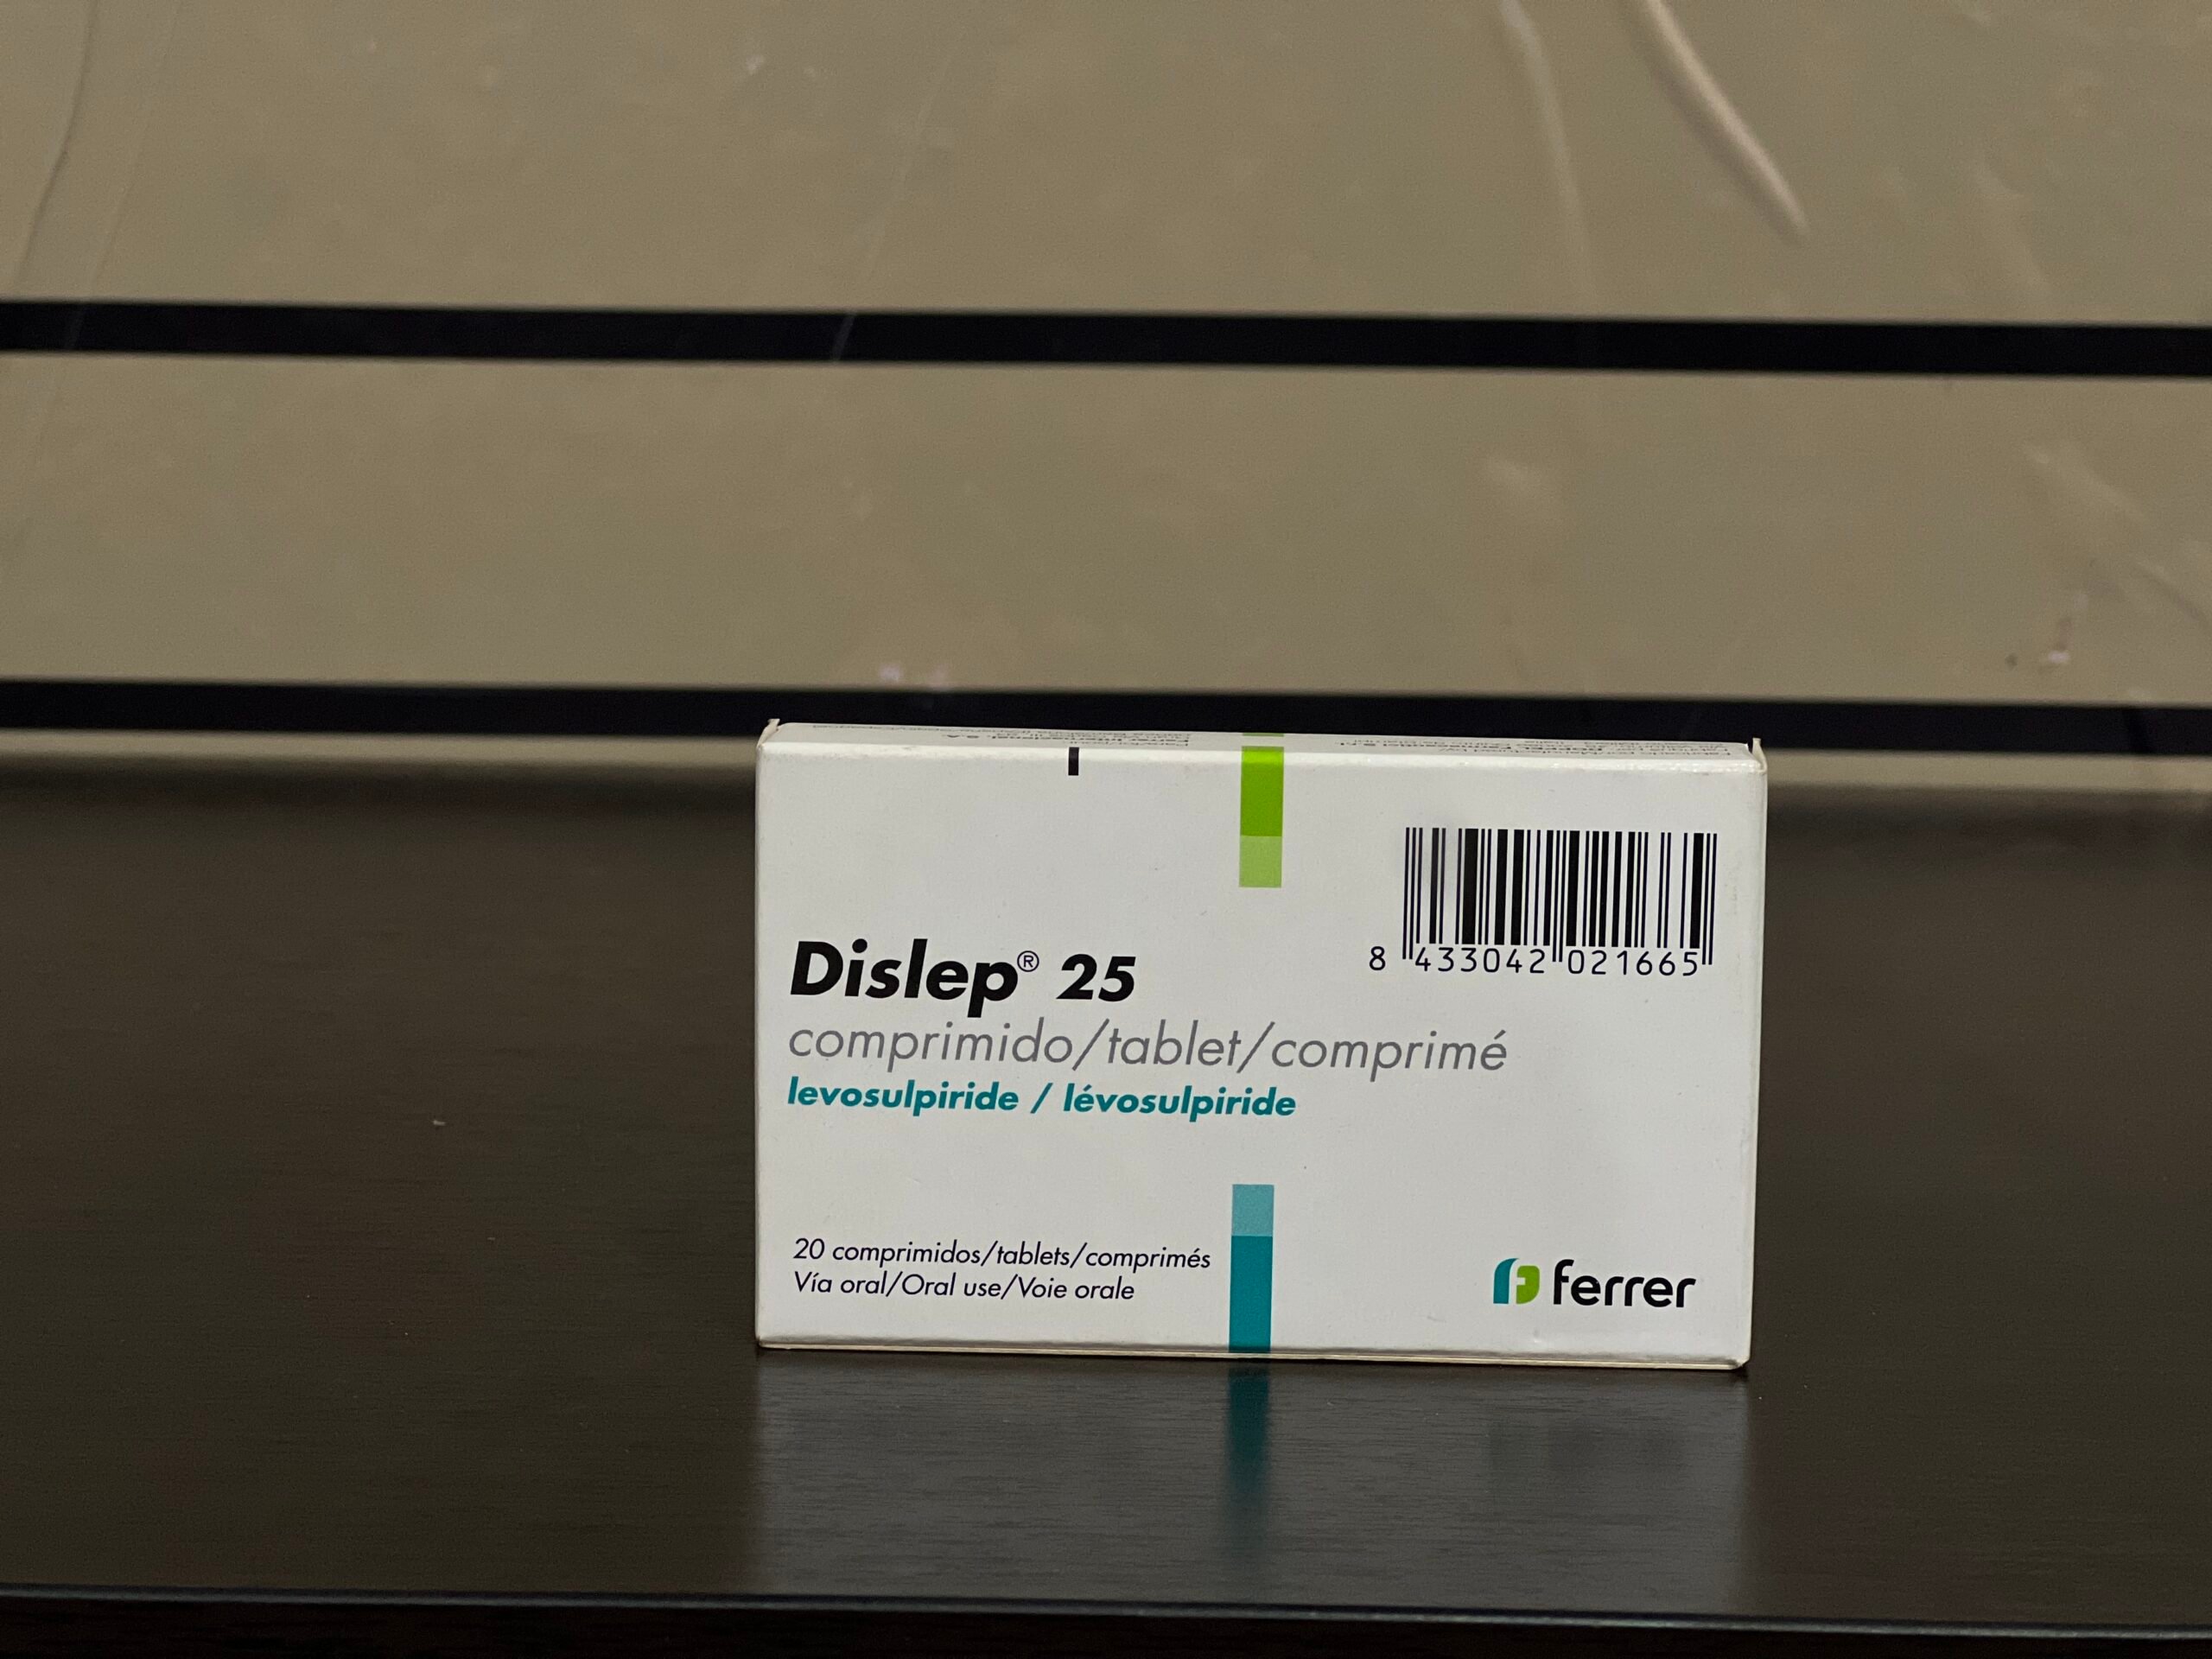 Dislep® 25
comprimido/tablet/comprimé
levosulpiride / lévosulpiride
8 433042 021665
20 comprimidos/tablets/comprimés
Vía oral/Oral use/Voie orale
ferrer